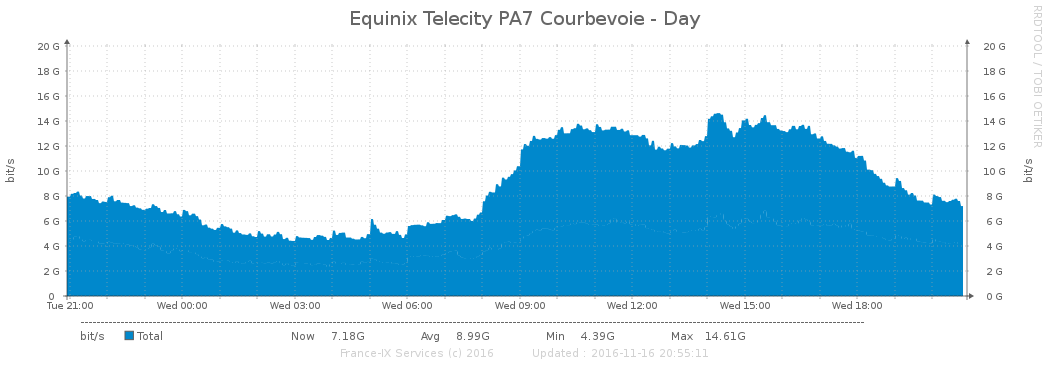 Equinix Telecity PA7 Courbevoie - Day
RRDTOOL / TOBI OETIKER
20 G 20 G
18 G 18 G
16 G 16 G
14 G 14 G
12 G 12 G
10 G 10 G
8 G 8 G
6 G 6 G
4 G 4 G
2 G 2 G
0 0 G
bit/s bit/s
Tue 21:00 Wed 00:00 Wed 03:00 Wed 06:00 Wed 09:00 Wed 12:00 Wed 15:00 Wed 18:00
bit/s Total Now 7.18G Avg 8.99G Min 4.39G Max 14.61G
France-IX Services (c) 2016 Updated : 2016-11-16 20:55:11